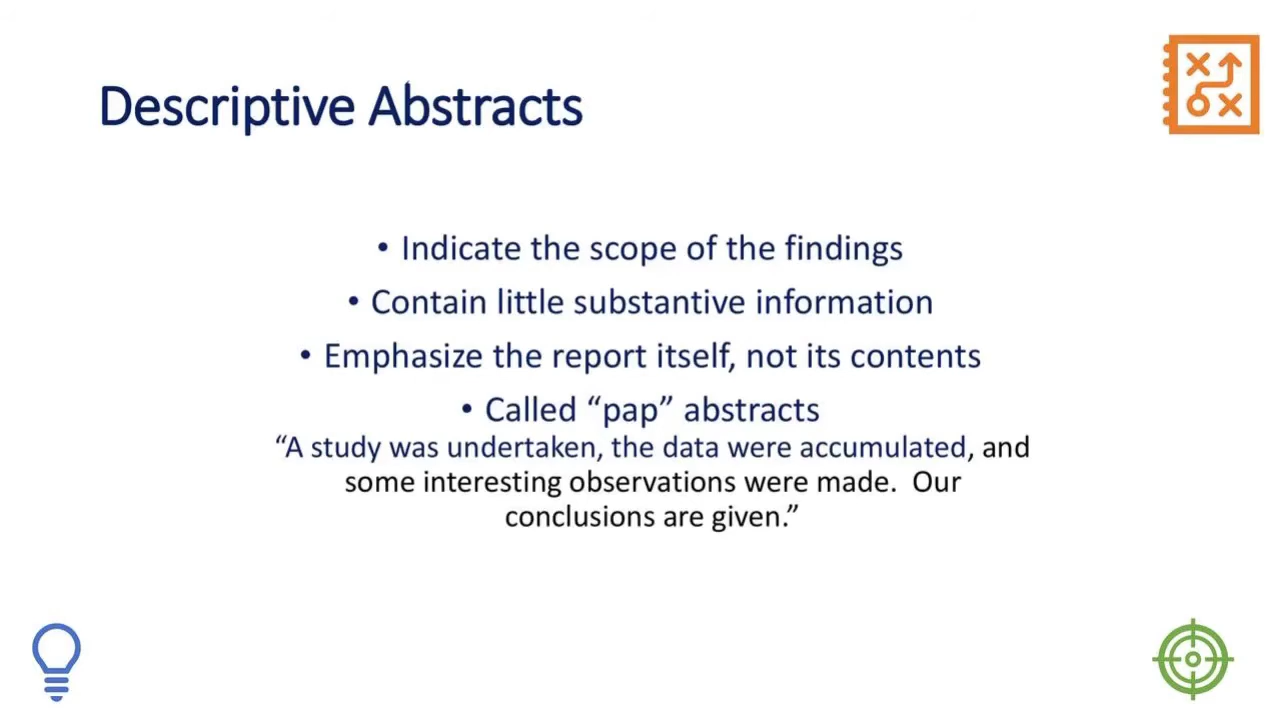 Descriptive Abstracts
• Indicate the scope of the findings
• Contain little substantive information
• Emphasize the report itself, not its contents
• Called “pap” abstracts
“A study was undertaken, the data were accumulated, and
some interesting observations were made.  Our
conclusions are given.”